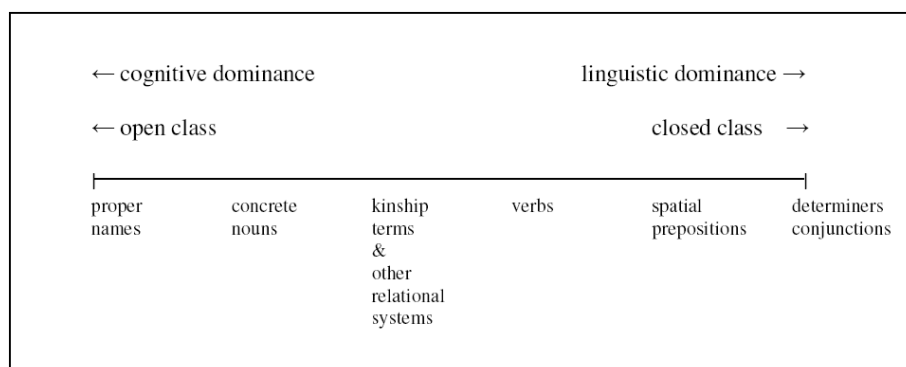 ← cognitive dominance linguistic dominance →
← open class closed class →
proper names
concrete nouns
kinship terms & other relational systems
verbs
spatial prepositions
determiners conjunctions